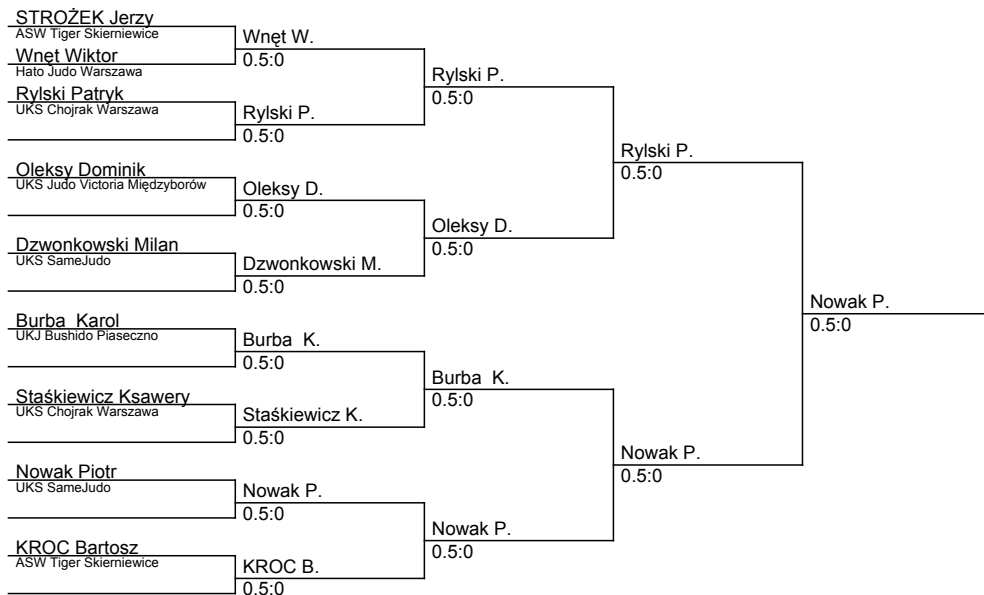 STROŻEK Jerzy
ASW Tiger Skierniewice
Wnęt W.
0.5:0
Wnęt Wiktor
Hato Judo Warszawa
Rylski P.
0.5:0
Rylski Patryk
UKS Chojrak Warszawa
Rylski P.
0.5:0
Rylski P.
0.5:0
Oleksy Dominik
UKS Judo Victoria Międzyborów
Oleksy D.
0.5:0
Oleksy D.
0.5:0
Dzwonkowski Milan
UKS SameJudo
Dzwonkowski M.
0.5:0
Nowak P.
0.5:0
Burba  Karol
UKJ Bushido Piaseczno
Burba  K.
0.5:0
Burba  K.
0.5:0
Staśkiewicz Ksawery
UKS Chojrak Warszawa
Staśkiewicz K.
0.5:0
Nowak P.
0.5:0
Nowak Piotr
UKS SameJudo
Nowak P.
0.5:0
Nowak P.
0.5:0
KROC Bartosz
ASW Tiger Skierniewice
KROC B.
0.5:0